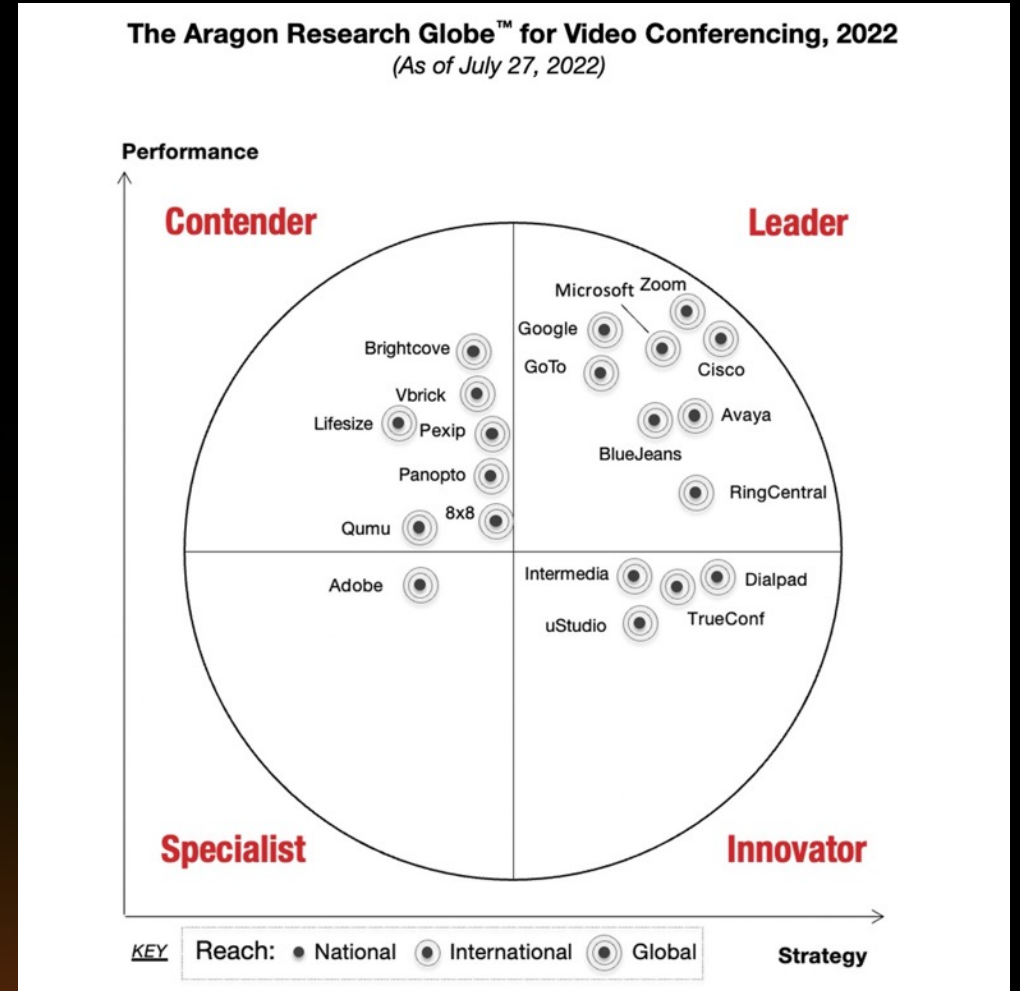 The Aragon Research Globe™ for Video Conferencing, 2022
(As of July 27, 2022)
Performance
Contender
Leader
Microsoft
Zoom
Google
GoTo
Cisco
Brightcove
Vbrick
Lifesize
Pexip
Avaya
BlueJeans
Panopto
RingCentral
8x8
Qumu
Adobe
Intermedia
Dialpad
TrueConf
uStudio
Specialist
Innovator
KEY
Reach: National International Global
Strategy